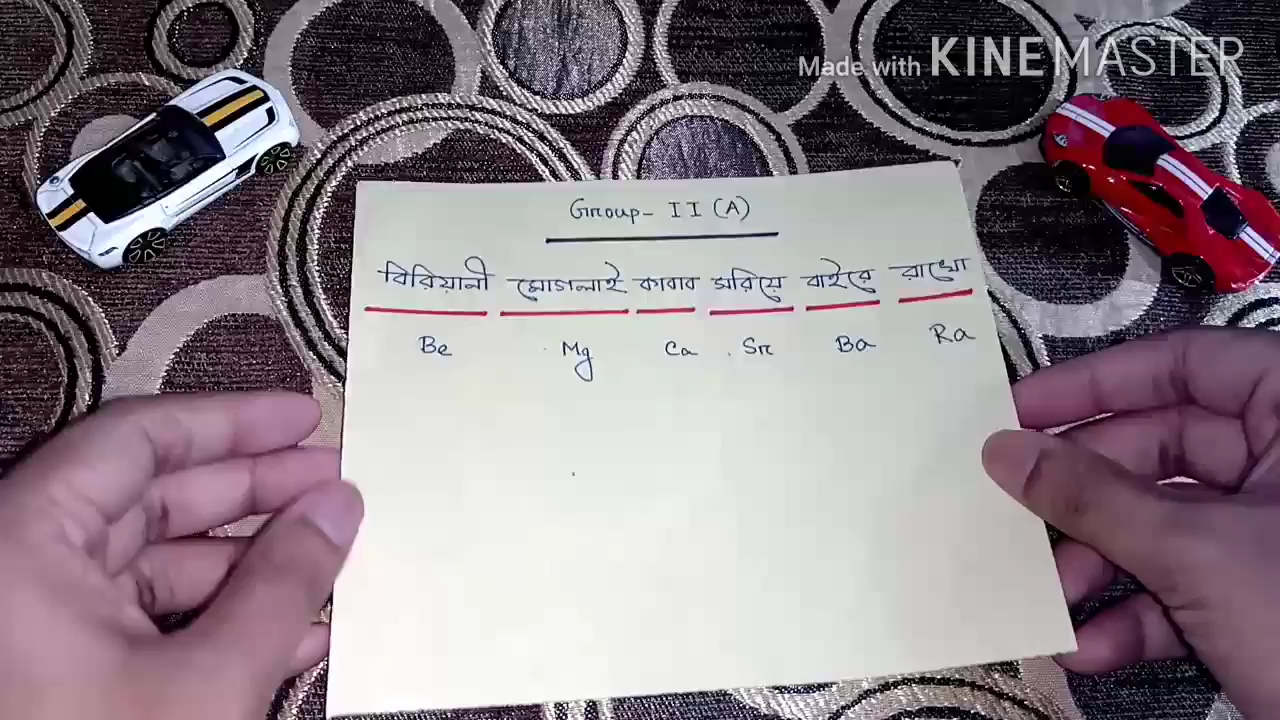 Made with KINEMASTER
Group- II (A)
বিরিয়ানী মোগলাই কাবাব সরিয়ে বাইরে রাখো
Be Mg Ca Sr Ba Ra